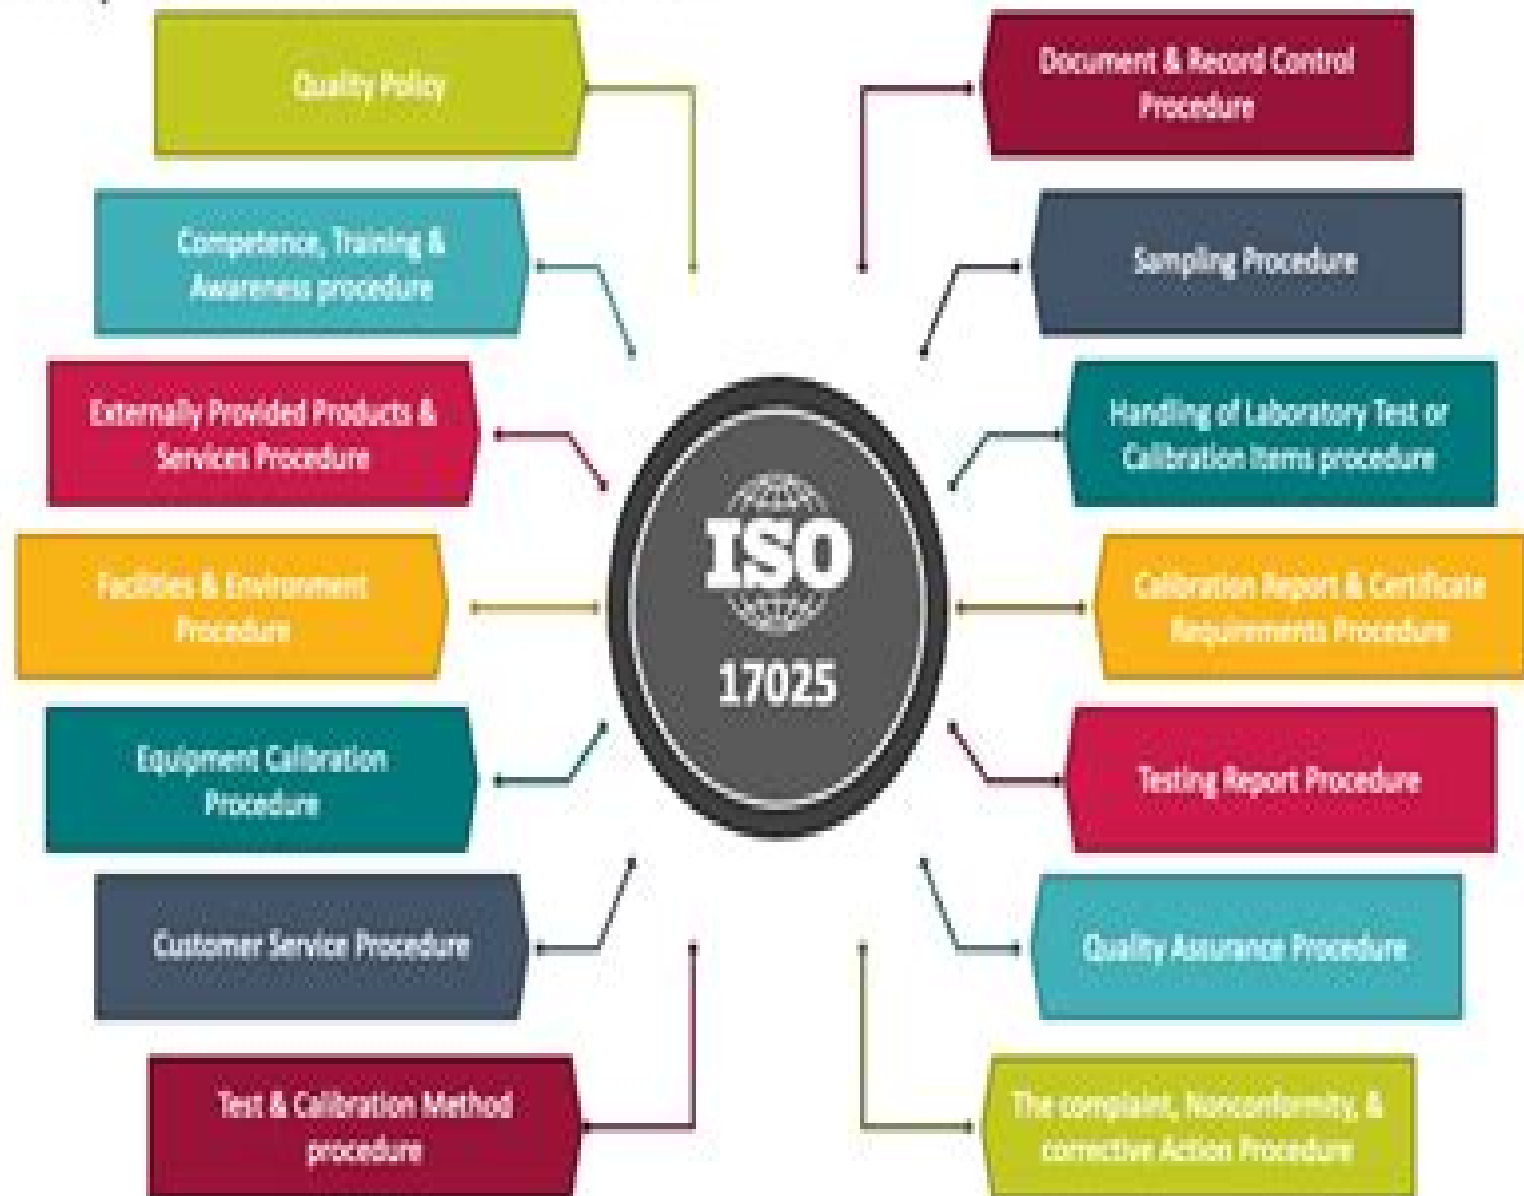 Quality Policy
Competence, Training &
Awareness procedure
Externally Provided Products &
Services Procedure
Facilities & Environment
Procedure
Equipment Calibration
Procedure
Customer Service Procedure
Test & Calibration Method
procedure
ISO
17025
Document & Record Control
Procedure
Sampling Procedure
Handling of Laboratory Test or
Calibration Items procedure
Calibration Report & Certificate
Requirements Procedure
Testing Report Procedure
Quality Assurance Procedure
The complaint, Nonconformity, &
corrective Action Procedure